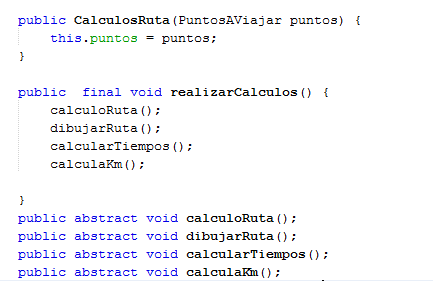 public CalculosRuta(PuntosAViajar puntos) {
this.puntos = puntos;
}
public final void realizarCalculos() {
calculoRuta();
dibujarRuta();
calcularTiempos();
calculaKm();
}
public abstract void calculoRuta();
public abstract void dibujarRuta();
public abstract void calcularTiempos();
public abstract void calculaKm();